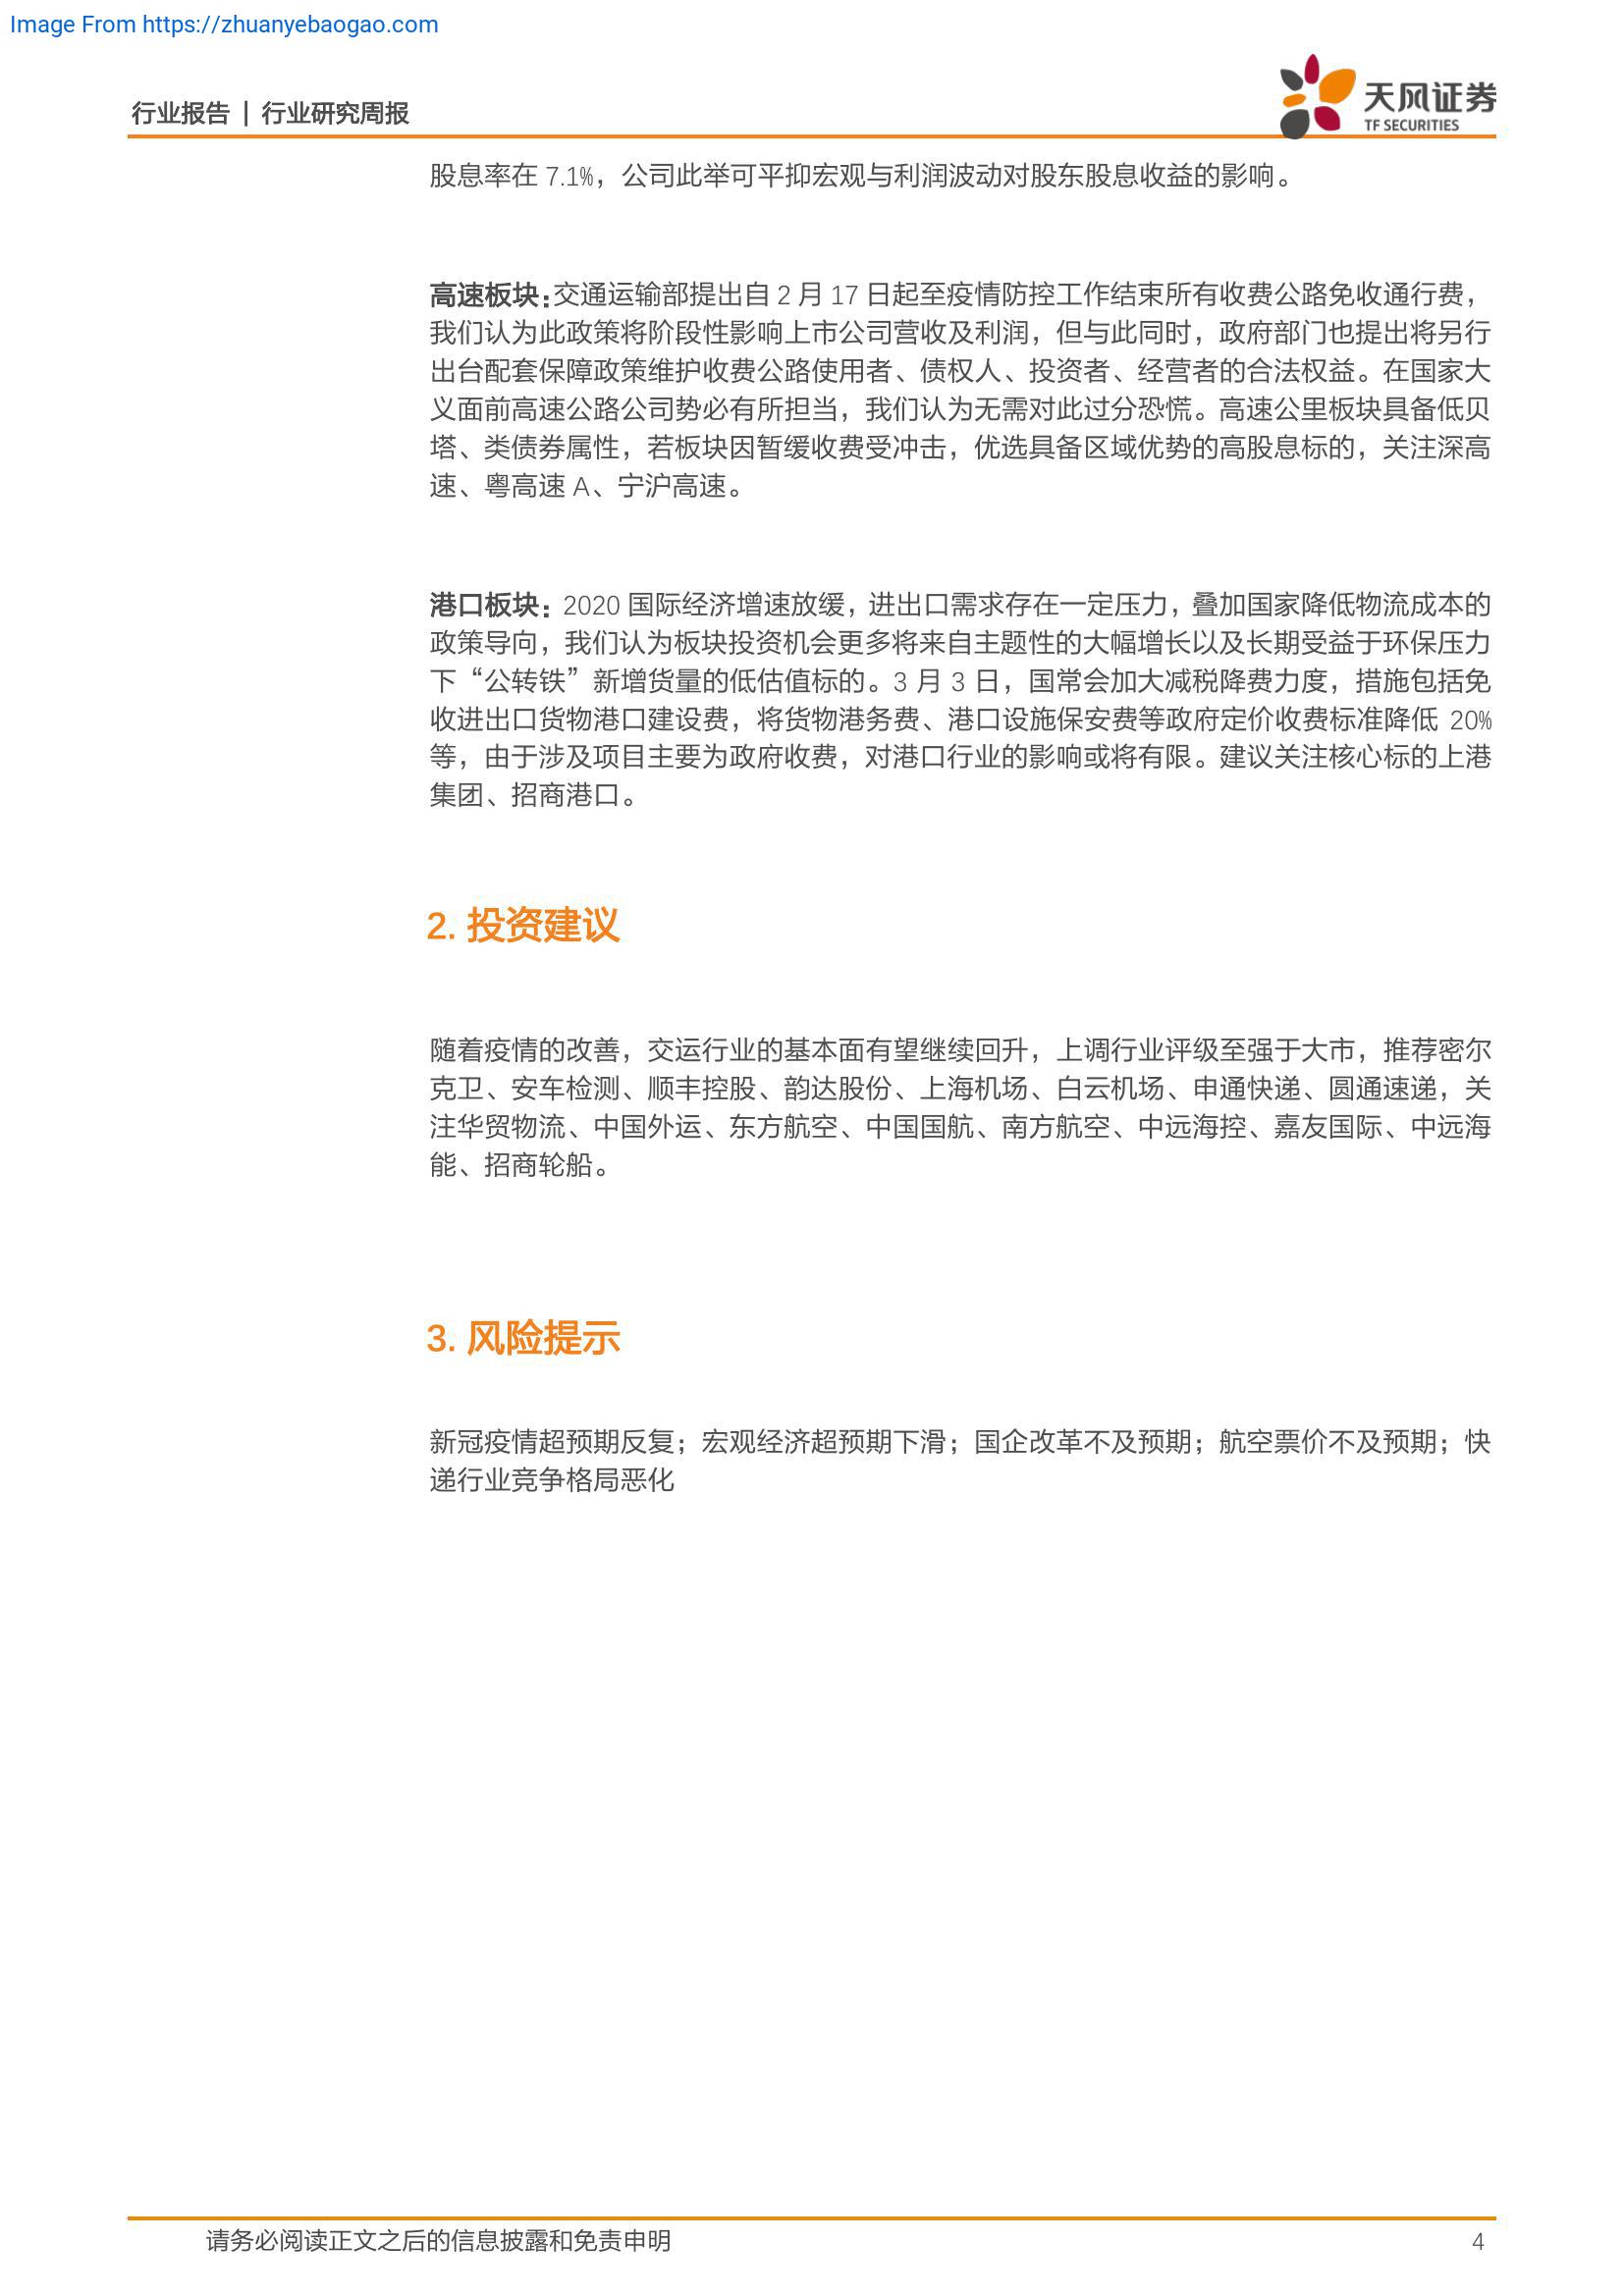 Image From https://zhuanyebaogao.com
行业报告 | 行业研究周报
天风证券
TF SECURITIES
股息率在 7.1%，公司此举可平抑宏观与利润波动对股东股息收益的影响。
高速板块：交通运输部提出自 2 月 17 日起至疫情防控工作结束所有收费公路免收通行费，
我们认为此政策将阶段性影响上市公司营收及利润，但与此同时，政府部门也提出将另行
出台配套保障政策维护收费公路使用者、债权人、投资者、经营者的合法权益。在国家大
义面前高速公路公司势必有所担当，我们认为无需对此过分恐慌。高速公里板块具备低贝
塔、类债券属性，若板块因暂缓收费受冲击，优选具备区域优势的高股息标的，关注深高
速、粤高速 A、宁沪高速。
港口板块：2020 国际经济增速放缓，进出口需求存在一定压力，叠加国家降低物流成本的
政策导向，我们认为板块投资机会更多将来自主题性的大幅增长以及长期受益于环保压力
下“公转铁”新增货量的低估值标的。3 月 3 日，国常会加大减税降费力度，措施包括免
收进出口货物港口建设费，将货物港务费、港口设施保安费等政府定价收费标准降低 20%
等，由于涉及项目主要为政府收费，对港口行业的影响或将有限。建议关注核心标的上港
集团、招商港口。
2. 投资建议
随着疫情的改善，交运行业的基本面有望继续回升，上调行业评级至强于大市，推荐密尔
克卫、安车检测、顺丰控股、韵达股份、上海机场、白云机场、申通快递、圆通速递，关
注华贸物流、中国外运、东方航空、中国国航、南方航空、中远海控、嘉友国际、中远海
能、招商轮船。
3. 风险提示
新冠疫情超预期反复；宏观经济超预期下滑；国企改革不及预期；航空票价不及预期；快
递行业竞争格局恶化
请务必阅读正文之后的信息披露和免责申明
4